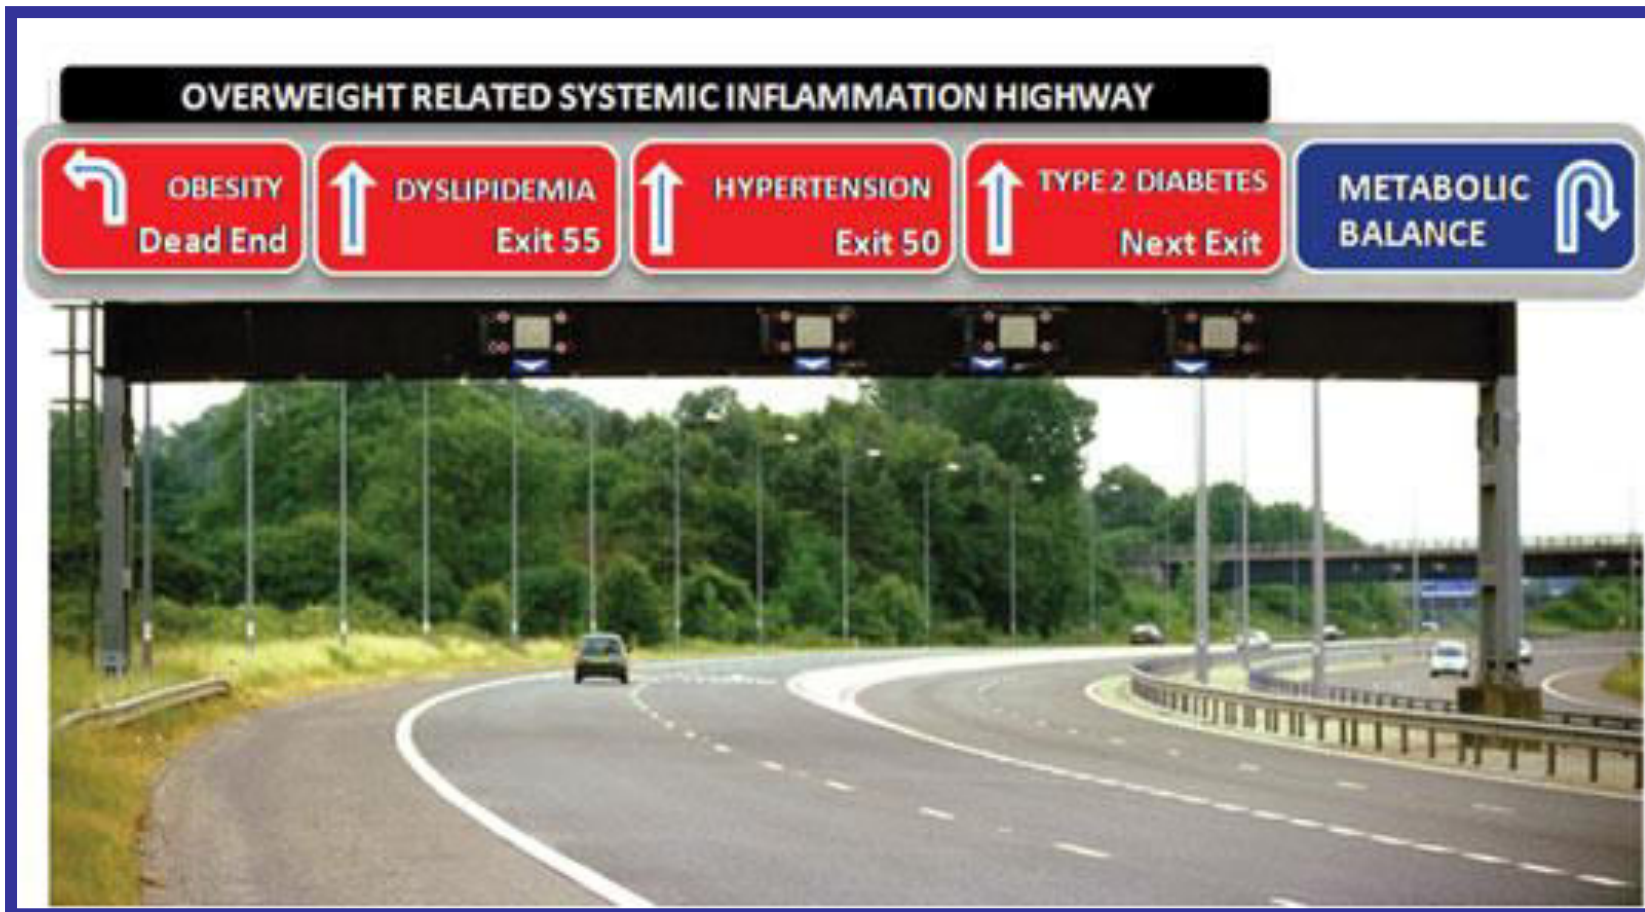 OVERWEIGHT RELATED SYSTEMIC INFLAMMATION HIGHWAY
OBESITY
Dead End
DYSLIPIDEMIA
Exit 55
HYPERTENSION
Exit 50
TYPE 2 DIABETES
Next Exit
METABOLIC
BALANCE